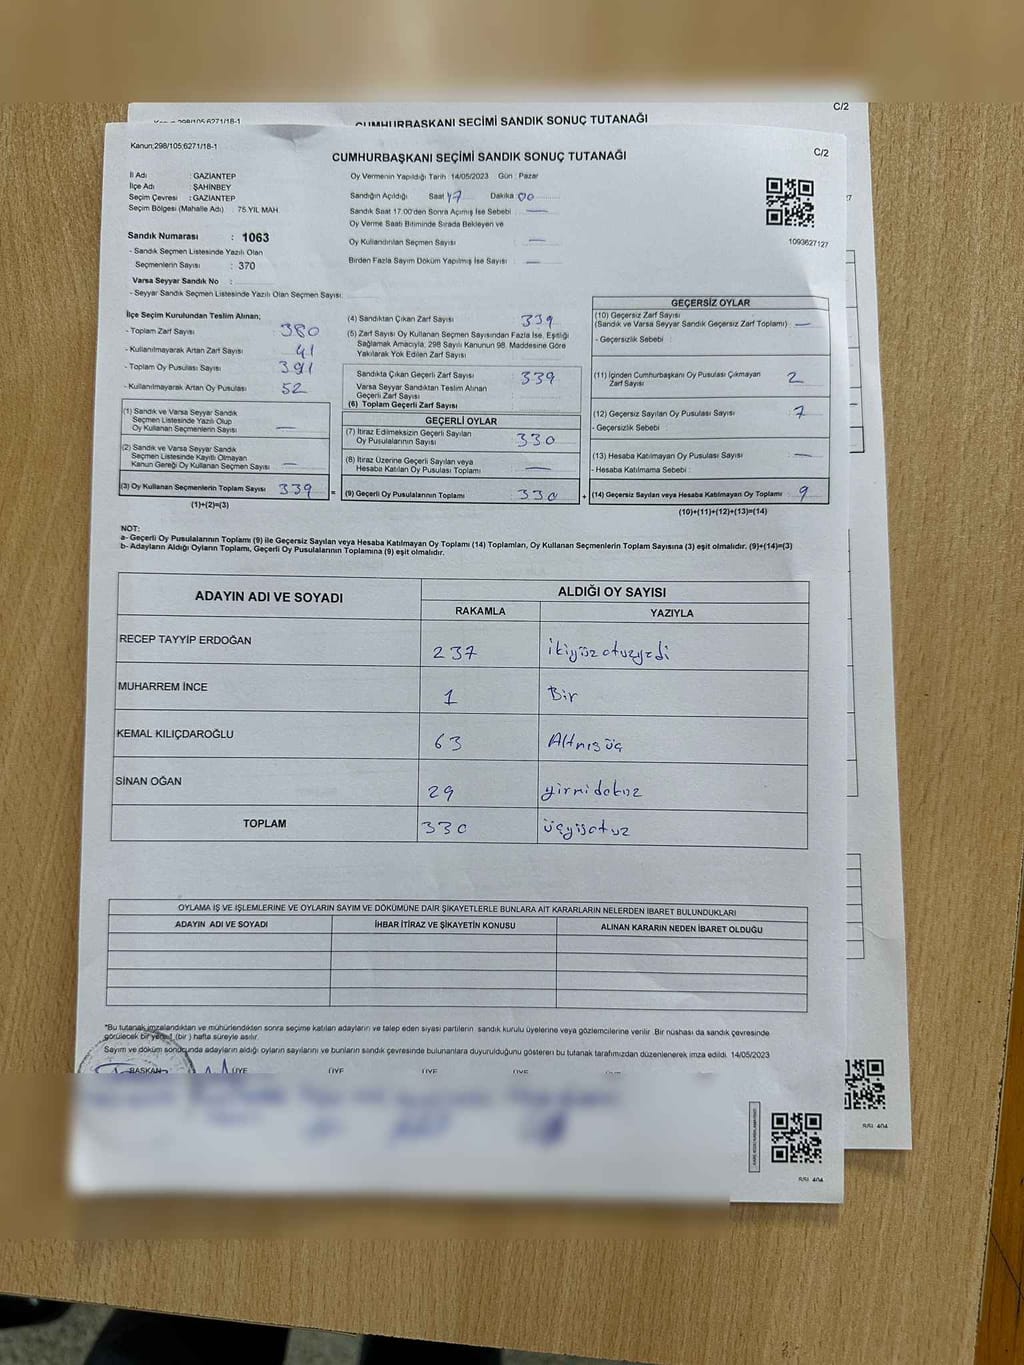 C/2
CUMHURBAŞKANI SEÇİMİ SANDIK SONUÇ TUTANAĞI
Kanun;298/105;6271/18-1
CUMHURBAŞKANI SEÇİMİ SANDIK SONUÇ TUTANAĞI
C/2
İl Adı : GAZİANTEP
İlçe Adı : ŞAHİNBEY
Seçim Çevresi : GAZİANTEP
Seçim Bölgesi (Mahalle Adı) : 75.YIL MAH.
Oy Vermenin Yapıldığı Tarih 14/05/2023 Gün : Pazar
Sandığın Açıldığı Saat 17 Dakika 00
Sandık Saat 17:00'den Sonra Açımış İse Sebebi : —
Oy Verme Saati Bitiminde Sırada Bekleyen ve
Oy Kullandırılan Seçmen Sayısı —
Birden Fazla Sayım Döküm Yapılmış İse Sayısı : —
1093627127
Sandık Numarası : 1063
- Sandık Seçmen Listesinde Yazılı Olan
Seçmenlerin Sayısı : 370
Varsa Seyyar Sandık No :
- Seyyar Sandık Seçmen Listesinde Yazılı Olan Seçmen Sayısı:
İlçe Seçim Kurulundan Teslim Alınan;
- Toplam Zarf Sayısı 380
- Kullanılmayarak Artan Zarf Sayısı 41
- Toplam Oy Pusulası Sayısı 391
- Kullanılmayarak Artan Oy Pusulası 52
(1) Sandık ve Varsa Seyyar Sandık
Seçmen Listesinde Yazılı Olup
Oy Kullanan Seçmenlerin Sayısı —
(2) Sandık ve Varsa Seyyar Sandık
Seçmen Listesinde Kayıtlı Olmayan
Kanun Gereği Oy Kullanan Seçmen Sayısı —
(3) Oy Kullanan Seçmenlerin Toplam Sayısı 339
(1)+(2)=(3)
(4) Sandıktan Çıkan Zarf Sayısı 339
(5) Zarf Sayısı Oy Kullanan Seçmen Sayısından Fazla İse, Eşitliği
Sağlamak Amacıyla, 298 Sayılı Kanunun 98. Maddesine Göre
Yakılarak Yok Edilen Zarf Sayısı
Sandıkta Çıkan Geçerli Zarf Sayısı 339
Varsa Seyyar Sandıktan Teslim Alınan
Geçerli Zarf Sayısı
(6) Toplam Geçerli Zarf Sayısı
GEÇERLİ OYLAR
(7) İtiraz Edilmeksizin Geçerli Sayılan
Oy Pusulalarının Sayısı 330
(8) İtiraz Üzerine Geçerli Sayılan veya
Hesaba Katılan Oy Pusulası Toplamı —
= (9) Geçerli Oy Pusulalarının Toplamı 330 +
GEÇERSİZ OYLAR
(10) Geçersiz Zarf Sayısı
(Sandık ve Varsa Seyyar Sandık Geçersiz Zarf Toplamı) —
- Geçersizlik Sebebi :
(11) İçinden Cumhurbaşkanı Oy Pusulası Çıkmayan
Zarf Sayısı 2
(12) Geçersiz Sayılan Oy Pusulası Sayısı 7
- Geçersizlik Sebebi :
(13) Hesaba Katılmayan Oy Pusulası Sayısı —
- Hesaba Katılmama Sebebi :
(14) Geçersiz Sayılan veya Hesaba Katılmayan Oy Toplamı 9
(10)+(11)+(12)+(13)=(14)
NOT:
a- Geçerli Oy Pusulalarının Toplamı (9) ile Geçersiz Sayılan veya Hesaba Katılmayan Oy Toplamı (14) Toplamları, Oy Kullanan Seçmenlerin Toplam Sayısına (3) eşit olmalıdır. (9)+(14)=(3)
b- Adayların Aldığı Oyların Toplamı, Geçerli Oy Pusulalarının Toplamına (9) eşit olmalıdır.
ADAYIN ADI VE SOYADI ALDIĞI OY SAYISI
RAKAMLA YAZIYLA
RECEP TAYYİP ERDOĞAN 237 ikiyüzotuzyedi
MUHARREM İNCE 1 Bir
KEMAL KILIÇDAROĞLU 63 Altmışüç
SİNAN OĞAN 29 yirmidokuz
TOPLAM 330 üçyüsotuz
OYLAMA İŞ VE İŞLEMLERİNE VE OYLARIN SAYIM VE DÖKÜMÜNE DAİR ŞİKAYETLERLE BUNLARA AİT KARARLARIN NELERDEN İBARET BULUNDUKLARI
ADAYIN ADI VE SOYADI İHBAR İTİRAZ VE ŞİKAYETİN KONUSU ALINAN KARARIN NEDEN İBARET OLDUĞU
*Bu tutanak imzalandıktan ve mühürlendikten sonra seçime katılan adayların ve talep eden siyasi partilerin sandık kurulu üyelerine veya gözlemcilerine verilir. Bir nüshası da sandık çevresinde
görülecek bir yere 1 (bir) hafta süreyle asılır.
Sayım ve döküm sonucunda adayların aldığı oyların sayılarını ve bunların sandık çevresinde bulunanlara duyurulduğunu gösteren bu tutanak tarafımızdan düzenlenerek imza edildi. 14/05/2023
BAŞKAN ÜYE ÜYE ÜYE ÜYE